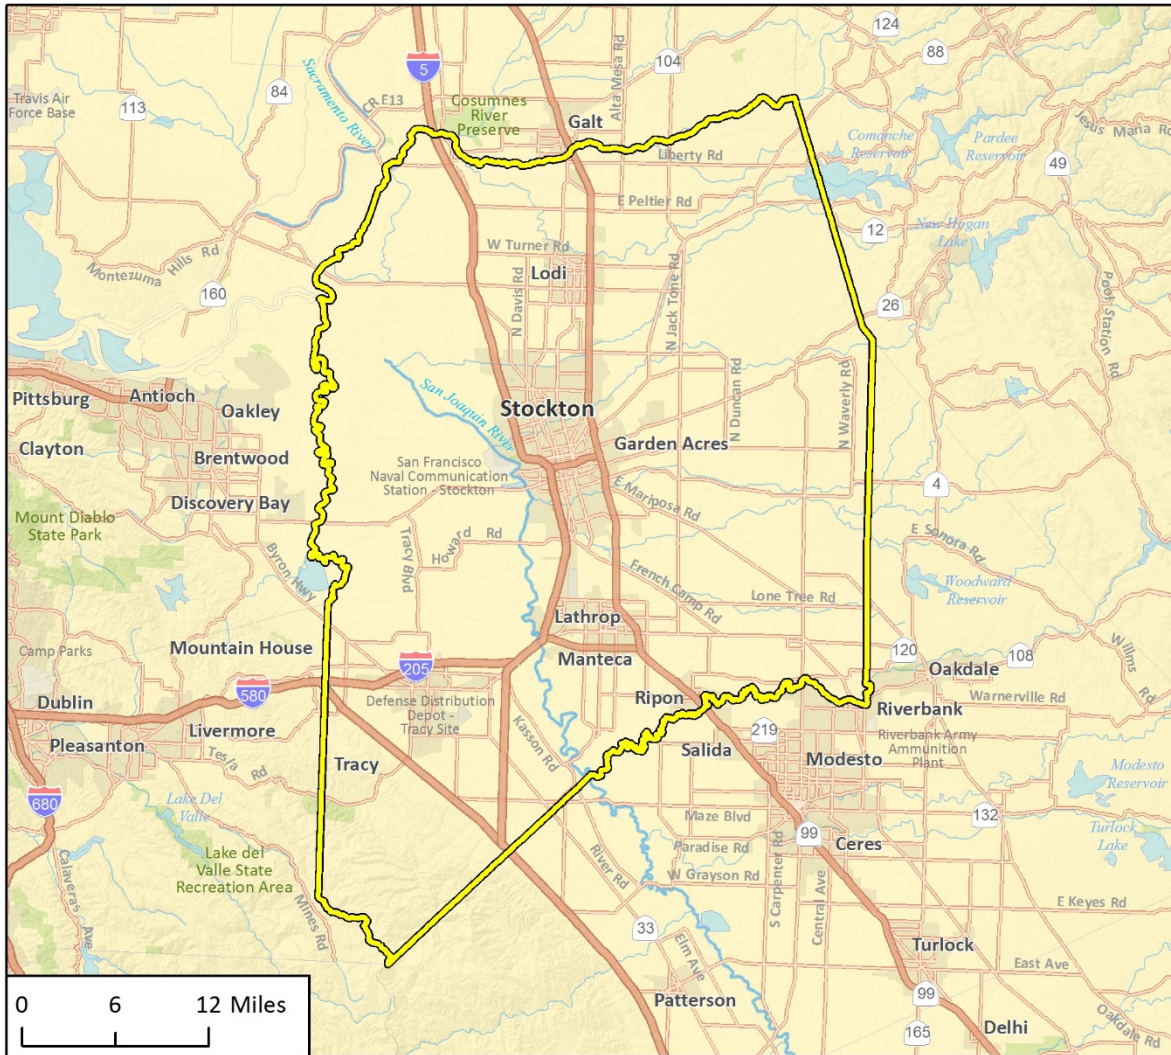 124
88
5
104
Alta Mesa Rd
84
113
Travis Air
Force Base
Sacramento River
CR E13
Cosumnes
River
Preserve
Galt
Jesus Maria Rd
Comanche
Reservoir
Pardee
Reservoir
49
Liberty Rd
E Peltier Rd
12
New Hogan
Lake
W Turner Rd
Montezuma Hills Rd
160
Lodi
N Davis Rd
N Jack Tone Rd
26
Pool Station Rd
San Joaquin River
N Duncan Rd
N Waverly Rd
Pittsburg
Antioch
Oakley
Stockton
Clayton
Brentwood
Garden Acres
San Francisco
Naval Communication
Station - Stockton
Discovery Bay
E Mariposa Rd
4
Mount Diablo
State Park
Byron Hwy
Tracy Blvd
Howard Rd
E Sonora Rd
French Camp Rd
Woodward
Reservoir
Lone Tree Rd
Lathrop
Mountain House
Manteca
120
108
Willms Rd
Camp Parks
205
Oakdale
580
Dublin
Defense Distribution
Depot -
Tracy Site
Ripon
Warnerville Rd
Riverbank
Livermore
Kasson Rd
219
Salida
Riverbank Army
Ammunition
Plant
Pleasanton
Tesla Rd
Tracy
Modesto
Modesto
Reservoir
680
Lake Del
Valle
Maze Blvd
132
99
Turlock
Lake
Paradise Rd
Ceres
Lake del
Valle State
Recreation Area
River Rd
W Grayson Rd
S Carpenter Rd
Central Ave
E Keyes Rd
Calaveras Ave
Mines Rd
33
Elm Ave
Turlock
East Ave
0 6 12 Miles
Patterson
99
165
Delhi
Oakdale Rd